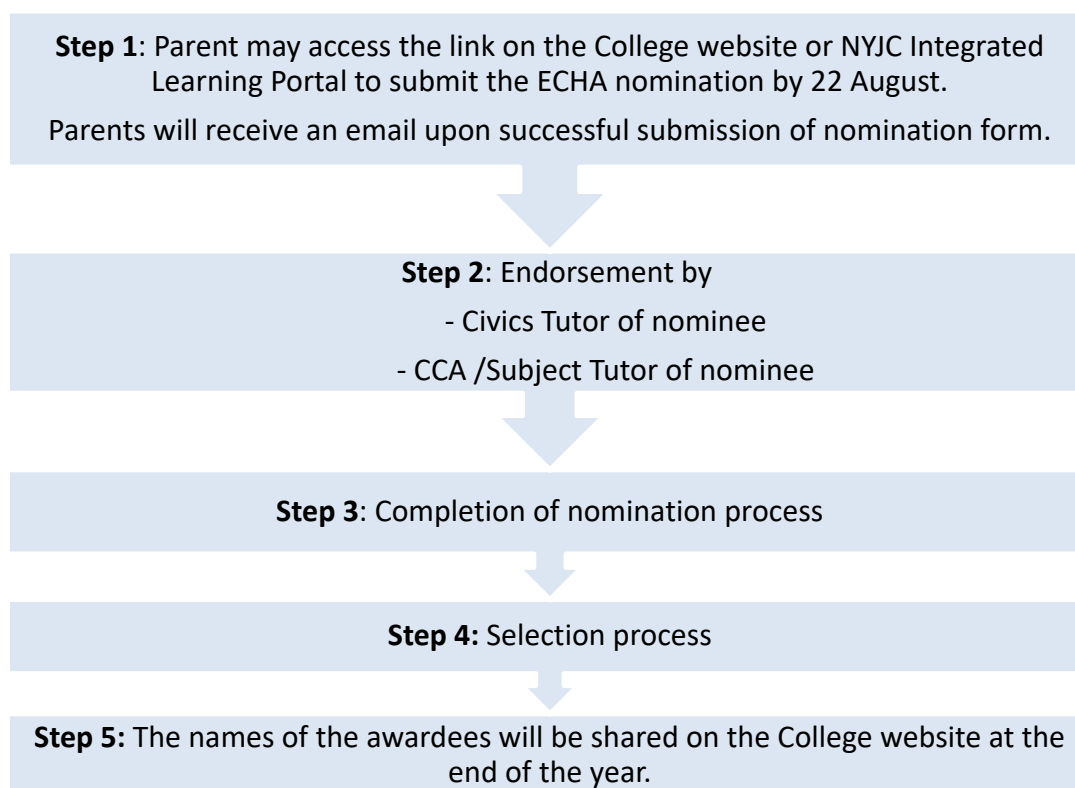 Step 1: Parent may access the link on the College website or NYJC Integrated
Learning Portal to submit the ECHA nomination by 22 August.
Parents will receive an email upon successful submission of nomination form.
Step 2: Endorsement by
- Civics Tutor of nominee
- CCA /Subject Tutor of nominee
Step 3: Completion of nomination process
Step 4: Selection process
Step 5: The names of the awardees will be shared on the College website at the
end of the year.